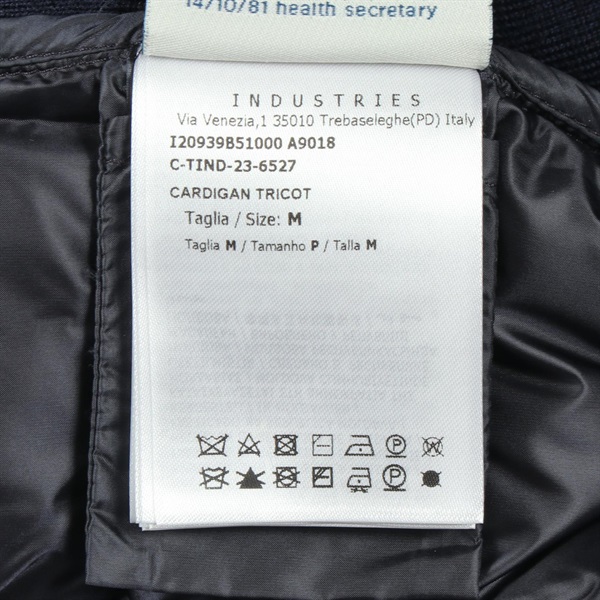 14/10/81 health secretary
INDUSTRIES
Via Venezia,1 35010 Trebaseleghe(PD) Italy
I20939B51000 A9018
C-TIND-23-6527
CARDIGAN TRICOT
Taglia / Size: M
Taglia M / Tamanho P / Talla M
P W
P